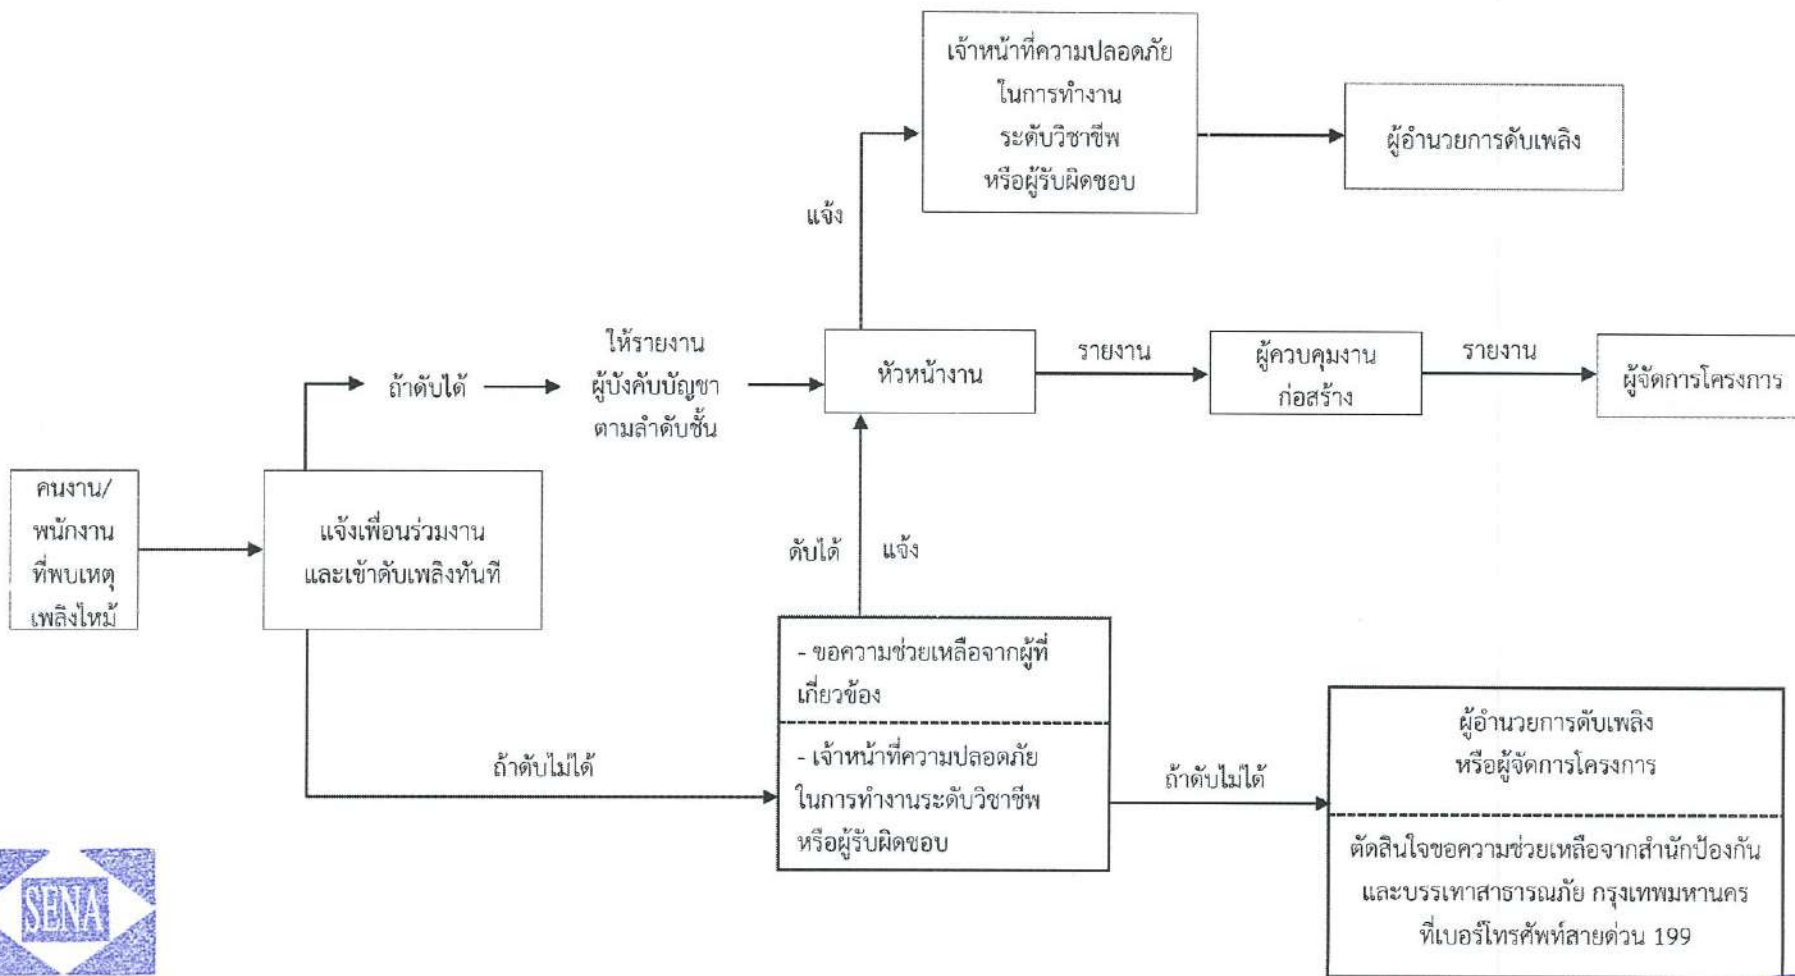 เจ้าหน้าที่ความปลอดภัย
ในการทำงาน
ระดับวิชาชีพ
หรือผู้รับผิดชอบ
ผู้อำนวยการดับเพลิง
แจ้ง
ให้รายงาน
ผู้บังคับบัญชา
ตามลำดับชั้น
ถ้าดับได้
หัวหน้างาน
รายงาน
ผู้ควบคุมงาน
ก่อสร้าง
รายงาน
ผู้จัดการโครงการ
คนงาน/
พนักงาน
ที่พบเหตุ
เพลิงไหม้
แจ้งเพื่อนร่วมงาน
และเข้าดับเพลิงทันที
ดับได้
แจ้ง
- ขอความช่วยเหลือจากผู้ที่
เกี่ยวข้อง
- เจ้าหน้าที่ความปลอดภัย
ในการทำงานระดับวิชาชีพ
หรือผู้รับผิดชอบ
ถ้าดับไม่ได้
ถ้าดับไม่ได้
ผู้อำนวยการดับเพลิง
หรือผู้จัดการโครงการ
ตัดสินใจขอความช่วยเหลือจากสำนักป้องกัน
และบรรเทาสาธารณภัย กรุงเทพมหานคร
ที่เบอร์โทรศัพท์สายด่วน 199
SENA